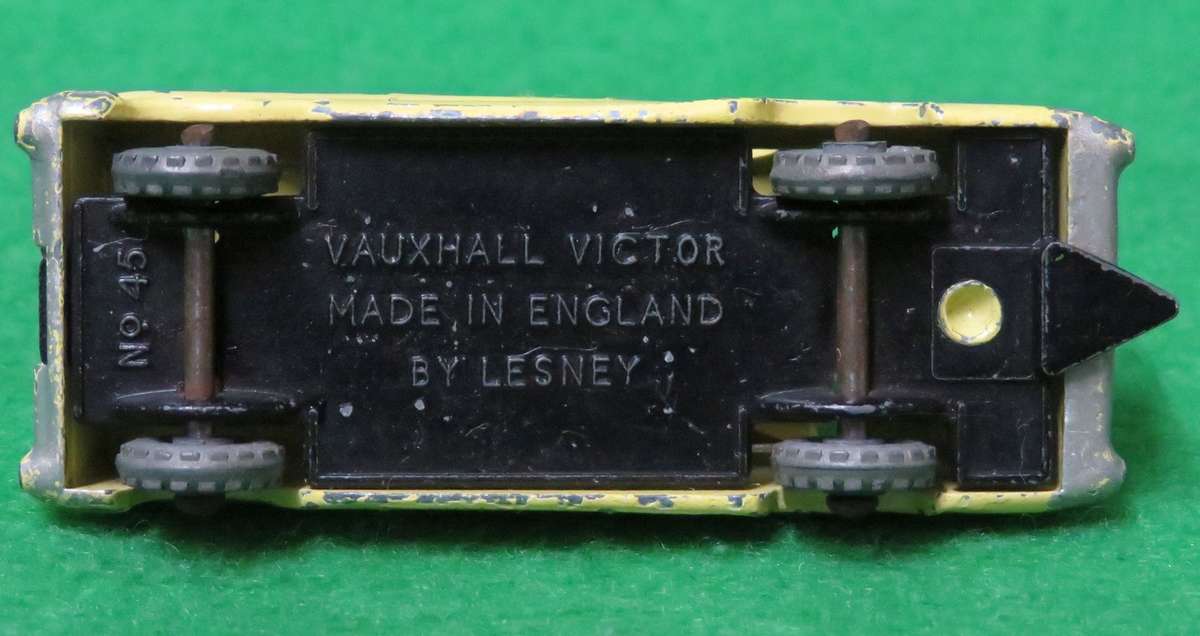 VAUXHALL VICTOR
MADE IN ENGLAND
BY LESNEY
Nº 45